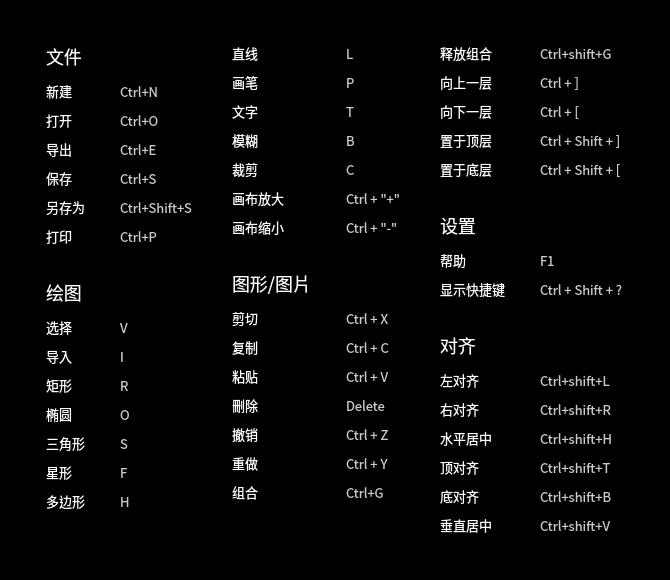 文件
新建 Ctrl+N
打开 Ctrl+O
导出 Ctrl+E
保存 Ctrl+S
另存为 Ctrl+Shift+S
打印 Ctrl+P
绘图
选择 V
导入 I
矩形 R
椭圆 O
三角形 S
星形 F
多边形 H
直线 L
画笔 P
文字 T
模糊 B
裁剪 C
画布放大 Ctrl + "+"
画布缩小 Ctrl + "-"
图形/图片
剪切 Ctrl + X
复制 Ctrl + C
粘贴 Ctrl + V
刪除 Delete
撤销 Ctrl + Z
重做 Ctrl + Y
组合 Ctrl+G
释放组合 Ctrl+shift+G
向上一层 Ctrl + ]
向下一层 Ctrl + [
置于顶层 Ctrl + Shift + ]
置于底层 Ctrl + Shift + [
设置
帮助 F1
显示快捷键 Ctrl + Shift + ?
对齐
左对齐 Ctrl+shift+L
右对齐 Ctrl+shift+R
水平居中 Ctrl+shift+H
顶对齐 Ctrl+shift+T
底对齐 Ctrl+shift+B
垂直居中 Ctrl+shift+V